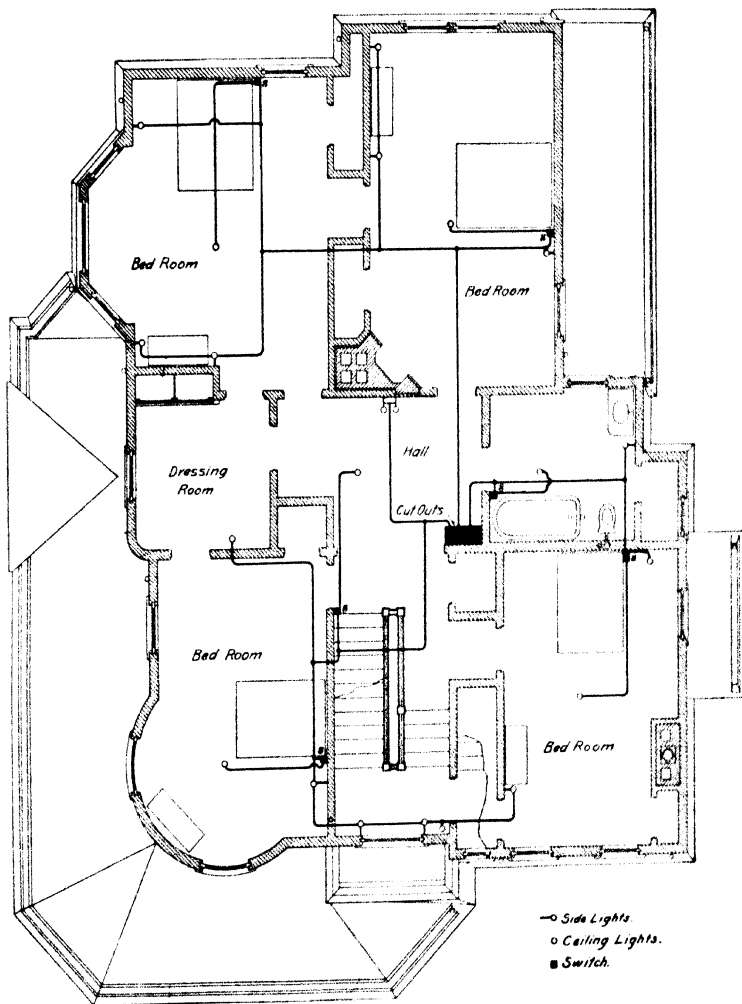 Bed Room
Bed Room
Hall
Dressing
Room
Cut Outs
Bed Room
Bed Room
Side Lights.
Ceiling Lights.
Switch.